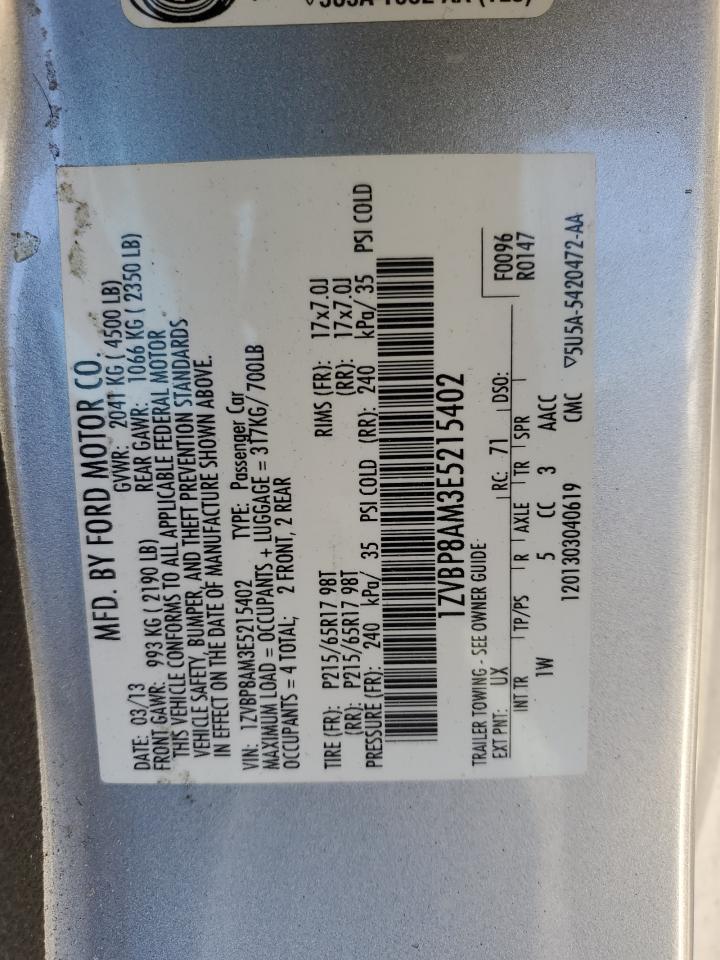 MFD. BY FORD MOTOR CO.
DATE: 03/13 GVWR: 2041 KG ( 4500 LB)
FRONT GAWR: 993 KG ( 2190 LB) REAR GAWR: 1066 KG ( 2350 LB)
THIS VEHICLE CONFORMS TO ALL APPLICABLE FEDERAL MOTOR
VEHICLE SAFETY, BUMPER, AND THEFT PREVENTION STANDARDS
IN EFFECT ON THE DATE OF MANUFACTURE SHOWN ABOVE.
VIN: 1ZVBP8AM3E5215402 TYPE: Passenger Car
MAXIMUM LOAD = OCCUPANTS + LUGGAGE = 317KG/700LB
OCCUPANTS = 4 TOTAL; 2 FRONT, 2 REAR
TIRE (FR): P215/65R17 98T RIMS (FR): 17x7.0J
(RR): P215/65R17 98T (RR): 17x7.0J
PRESSURE (FR): 240 kPa/ 35 PSI COLD (RR): 240 kPa/ 35 PSI COLD
1ZVBP8AM3E5215402
TRAILER TOWING - SEE OWNER GUIDE
EXT PNT: UX RC: 71 DSO:
F0096
R0147
INT TR TP/PS R AXLE TR SPR
1W 5 CC 3 AACC
1201303040619 CMC
▽5U5A-5420472-AA